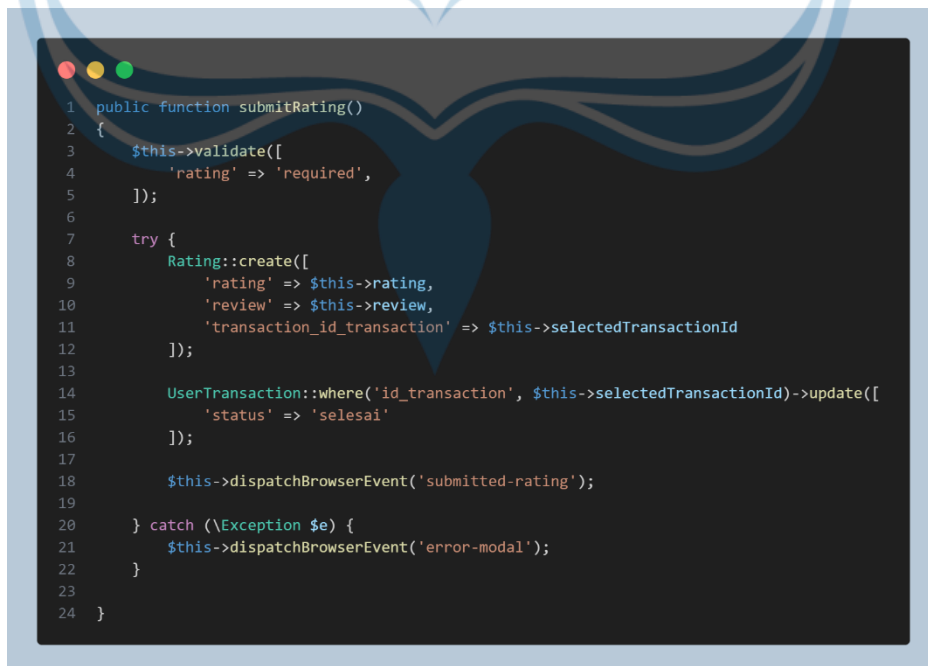 1 public function submitRating()
2 {
3     $this->validate([
4         'rating' => 'required',
5     ]);
6
7     try {
8         Rating::create([
9             'rating' => $this->rating,
10             'review' => $this->review,
11             'transaction_id_transaction' => $this->selectedTransactionId
12         ]);
13
14         UserTransaction::where('id_transaction', $this->selectedTransactionId)->update([
15             'status' => 'selesai'
16         ]);
17
18         $this->dispatchBrowserEvent('submitted-rating');
19
20     } catch (\Exception $e) {
21         $this->dispatchBrowserEvent('error-modal');
22     }
23
24 }